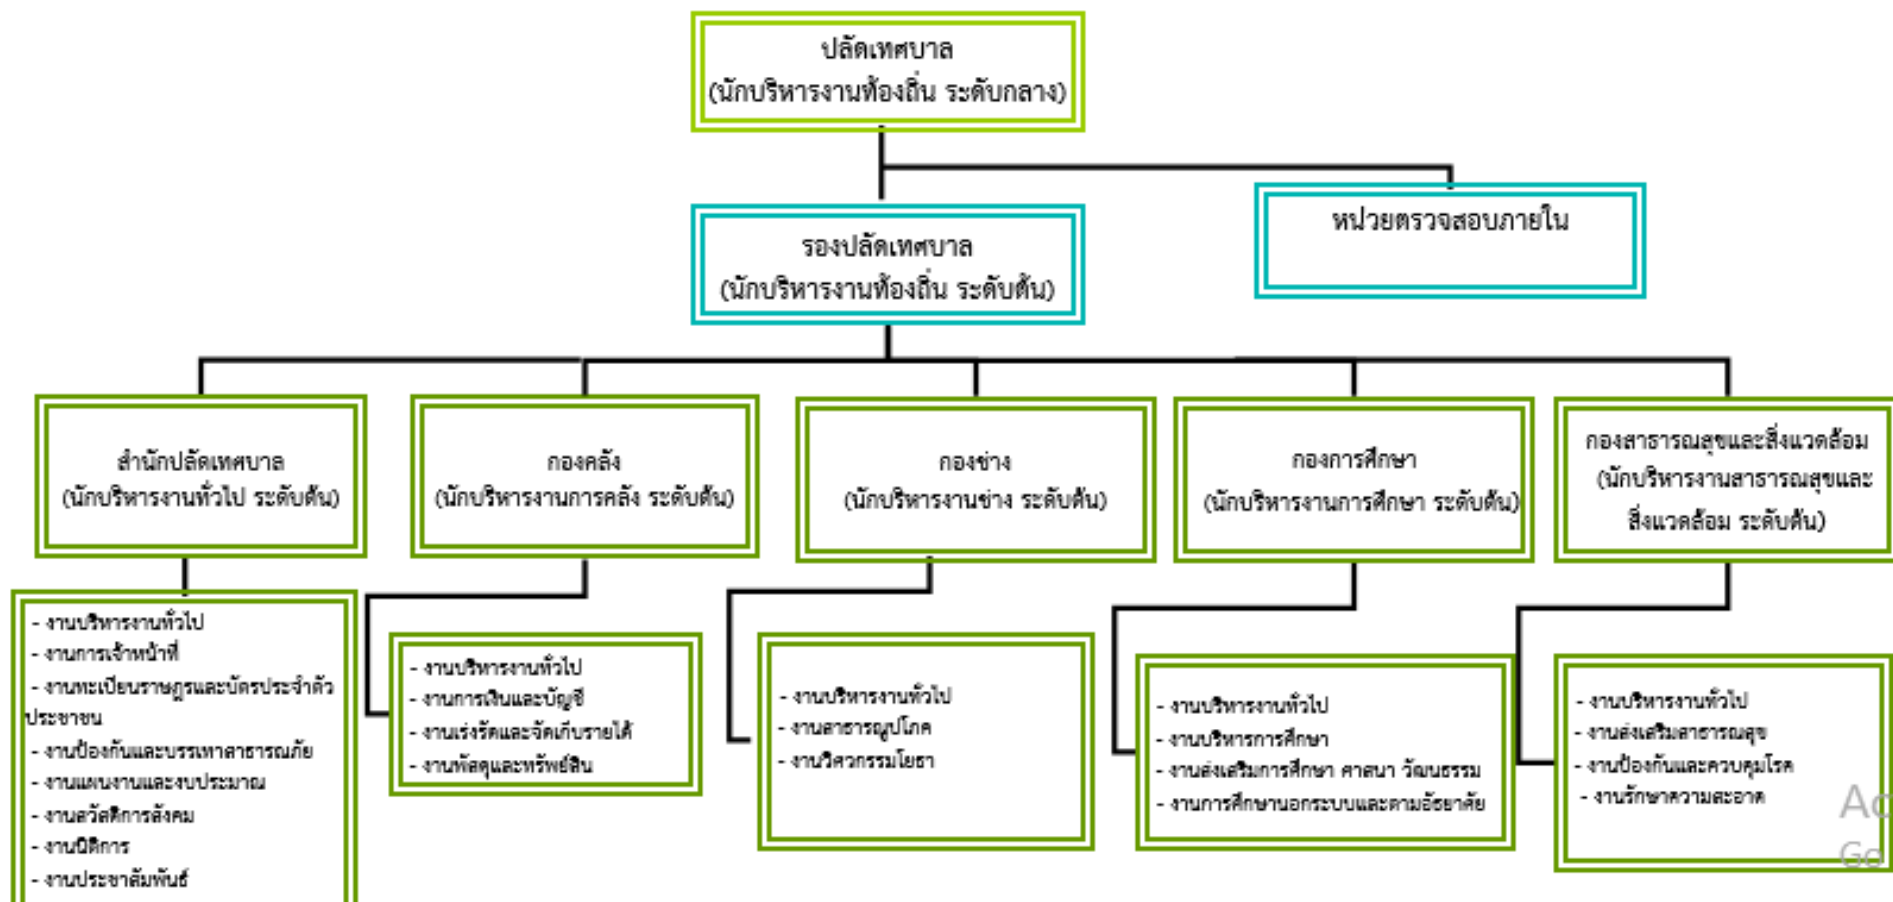 ปลัดเทศบาล
(นักบริหารงานท้องถิ่น ระดับกลาง)
หน่วยตรวจสอบภายใน
รองปลัดเทศบาล
(นักบริหารงานท้องถิ่น ระดับต้น)
สำนักปลัดเทศบาล
(นักบริหารงานทั่วไป ระดับต้น)
กองคลัง
(นักบริหารงานการคลัง ระดับต้น)
กองช่าง
(นักบริหารงานช่าง ระดับต้น)
กองการศึกษา
(นักบริหารงานการศึกษา ระดับต้น)
กองสาธารณสุขและสิ่งแวดล้อม
(นักบริหารงานสาธารณสุขและ
สิ่งแวดล้อม ระดับต้น)
- งานบริหารงานทั่วไป
- งานการเจ้าหน้าที่
- งานทะเบียนราษฎรและบัตรประจำตัว
ประชาชน
- งานป้องกันและบรรเทาสาธารณภัย
- งานแผนงานและงบประมาณ
- งานสวัสดิการสังคม
- งานนิติการ
- งานประชาสัมพันธ์
- งานบริหารงานทั่วไป
- งานการเงินและบัญชี
- งานเร่งรัดและจัดเก็บรายได้
- งานพัสดุและทรัพย์สิน
- งานบริหารงานทั่วไป
- งานสาธารณูปโภค
- งานวิศวกรรมโยธา
- งานบริหารงานทั่วไป
- งานบริหารการศึกษา
- งานส่งเสริมการศึกษา ศาสนา วัฒนธรรม
- งานการศึกษานอกระบบและตามอัธยาศัย
- งานบริหารงานทั่วไป
- งานส่งเสริมสาธารณสุข
- งานป้องกันและควบคุมโรค
- งานรักษาความสะอาด
Ac
Go